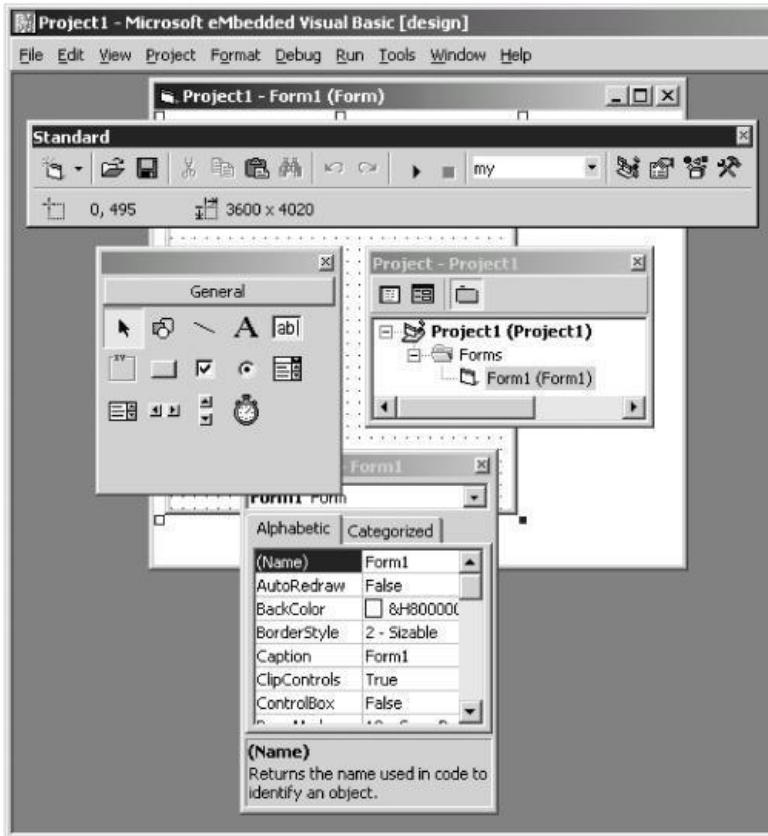 Project1 - Microsoft eMbedded Visual Basic [design]
File Edit View Project Format Debug Run Tools Window Help
Project1 - Form1 (Form)
Standard
my
0, 495 3600 x 4020
General
A ab|
XY
Project - Project1
Project1 (Project1)
Forms
Form1 (Form1)
- Form1
Form1 Form
Alphabetic Categorized
(Name) Form1
AutoRedraw False
BackColor &H800000
BorderStyle 2 - Sizable
Caption Form1
ClipControls True
ControlBox False
(Name)
Returns the name used in code to
identify an object.